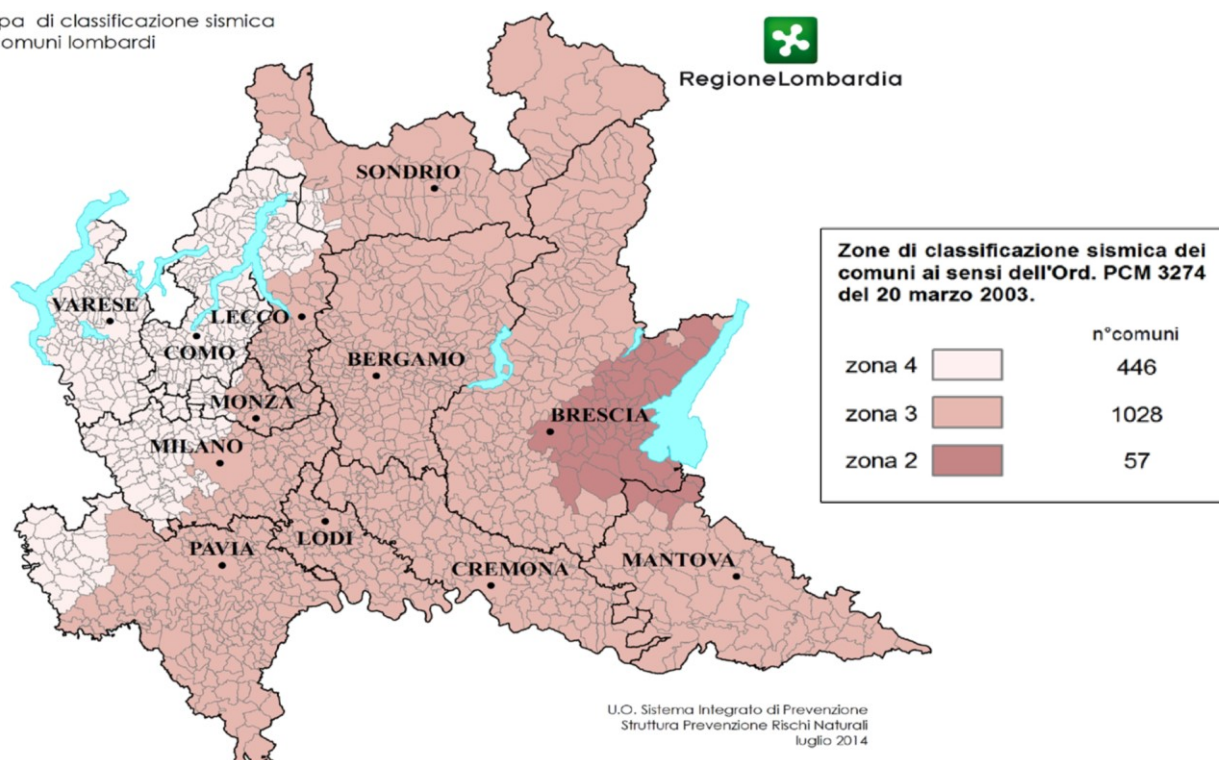 pa di classificazione sismica
omuni lombardi
RegioneLombardia
SONDRIO
VARESE
LECCO
COMO
BERGAMO
MONZA
BRESCIA
MILANO
PAVIA
LODI
CREMONA
MANTOVA
Zone di classificazione sismica dei
comuni ai sensi dell'Ord. PCM 3274
del 20 marzo 2003.
n°comuni
zona 4 446
zona 3 1028
zona 2 57
U.O. Sistema Integrato di Prevenzione
Struttura Prevenzione Rischi Naturali
luglio 2014